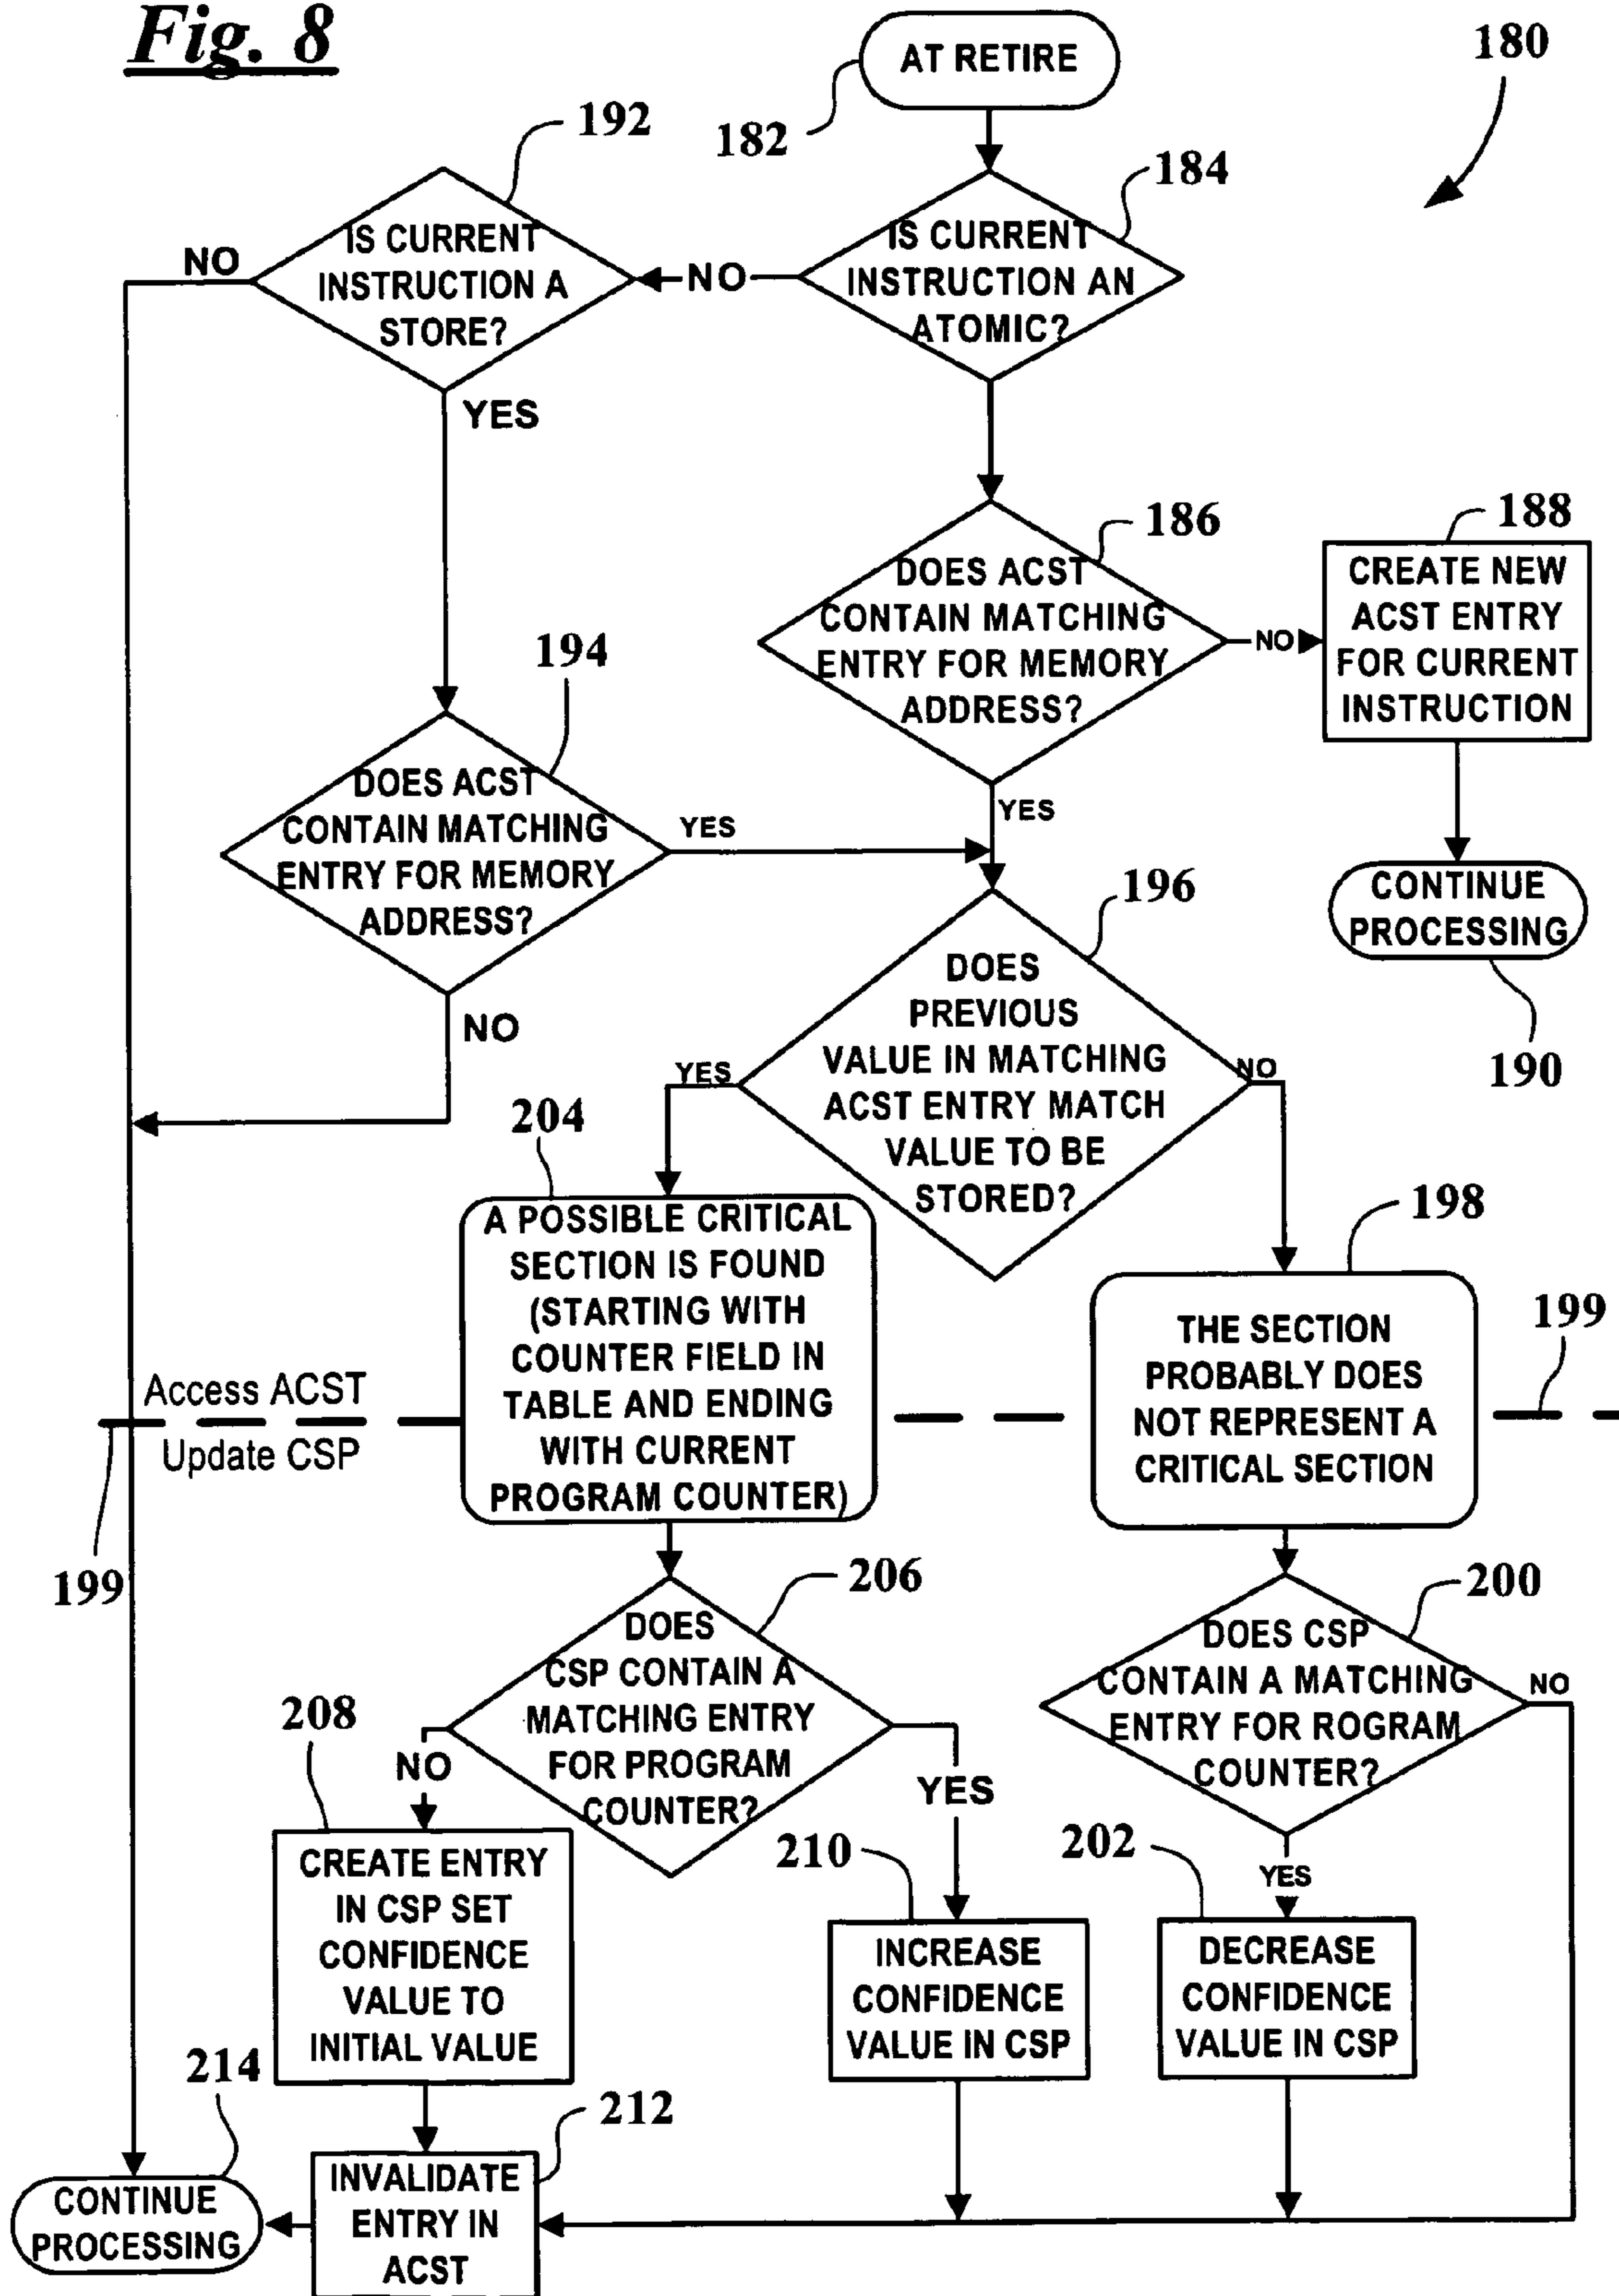 Fig. 8
180
AT RETIRE
182
192
184
IS CURRENT
INSTRUCTION A
STORE?
NO
IS CURRENT
INSTRUCTION AN
ATOMIC?
NO
YES
186
188
DOES ACST
CONTAIN MATCHING
ENTRY FOR MEMORY
ADDRESS?
NO
CREATE NEW
ACST ENTRY
FOR CURRENT
INSTRUCTION
194
DOES ACST
CONTAIN MATCHING
ENTRY FOR MEMORY
ADDRESS?
YES
YES
NO
196
CONTINUE
PROCESSING
190
DOES
PREVIOUS
VALUE IN MATCHING
ACST ENTRY MATCH
VALUE TO BE
STORED?
YES
NO
204
A POSSIBLE CRITICAL
SECTION IS FOUND
(STARTING WITH
COUNTER FIELD IN
TABLE AND ENDING
WITH CURRENT
PROGRAM COUNTER)
198
THE SECTION
PROBABLY DOES
NOT REPRESENT A
CRITICAL SECTION
199
Access ACST
Update CSP
199
206
DOES
CSP CONTAIN A
MATCHING ENTRY
FOR PROGRAM
COUNTER?
NO
YES
200
DOES CSP
CONTAIN A MATCHING
ENTRY FOR ROGRAM
COUNTER?
NO
YES
208
CREATE ENTRY
IN CSP SET
CONFIDENCE
VALUE TO
INITIAL VALUE
210
INCREASE
CONFIDENCE
VALUE IN CSP
202
DECREASE
CONFIDENCE
VALUE IN CSP
214
CONTINUE
PROCESSING
212
INVALIDATE
ENTRY IN
ACST